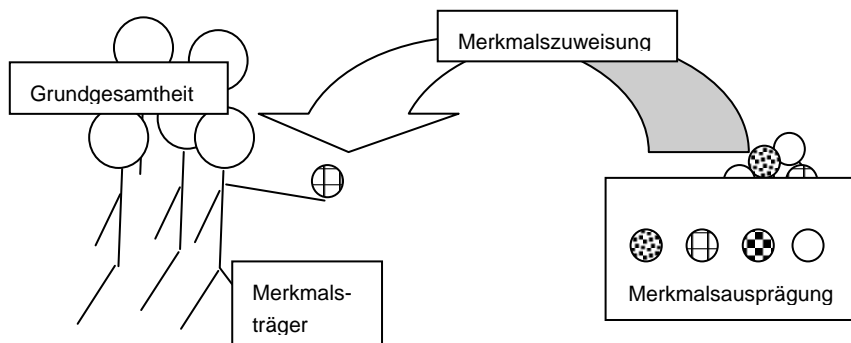 Merkmalszuweisung
Grundgesamtheit
Merkmalsausprägung
Merkmals-
träger